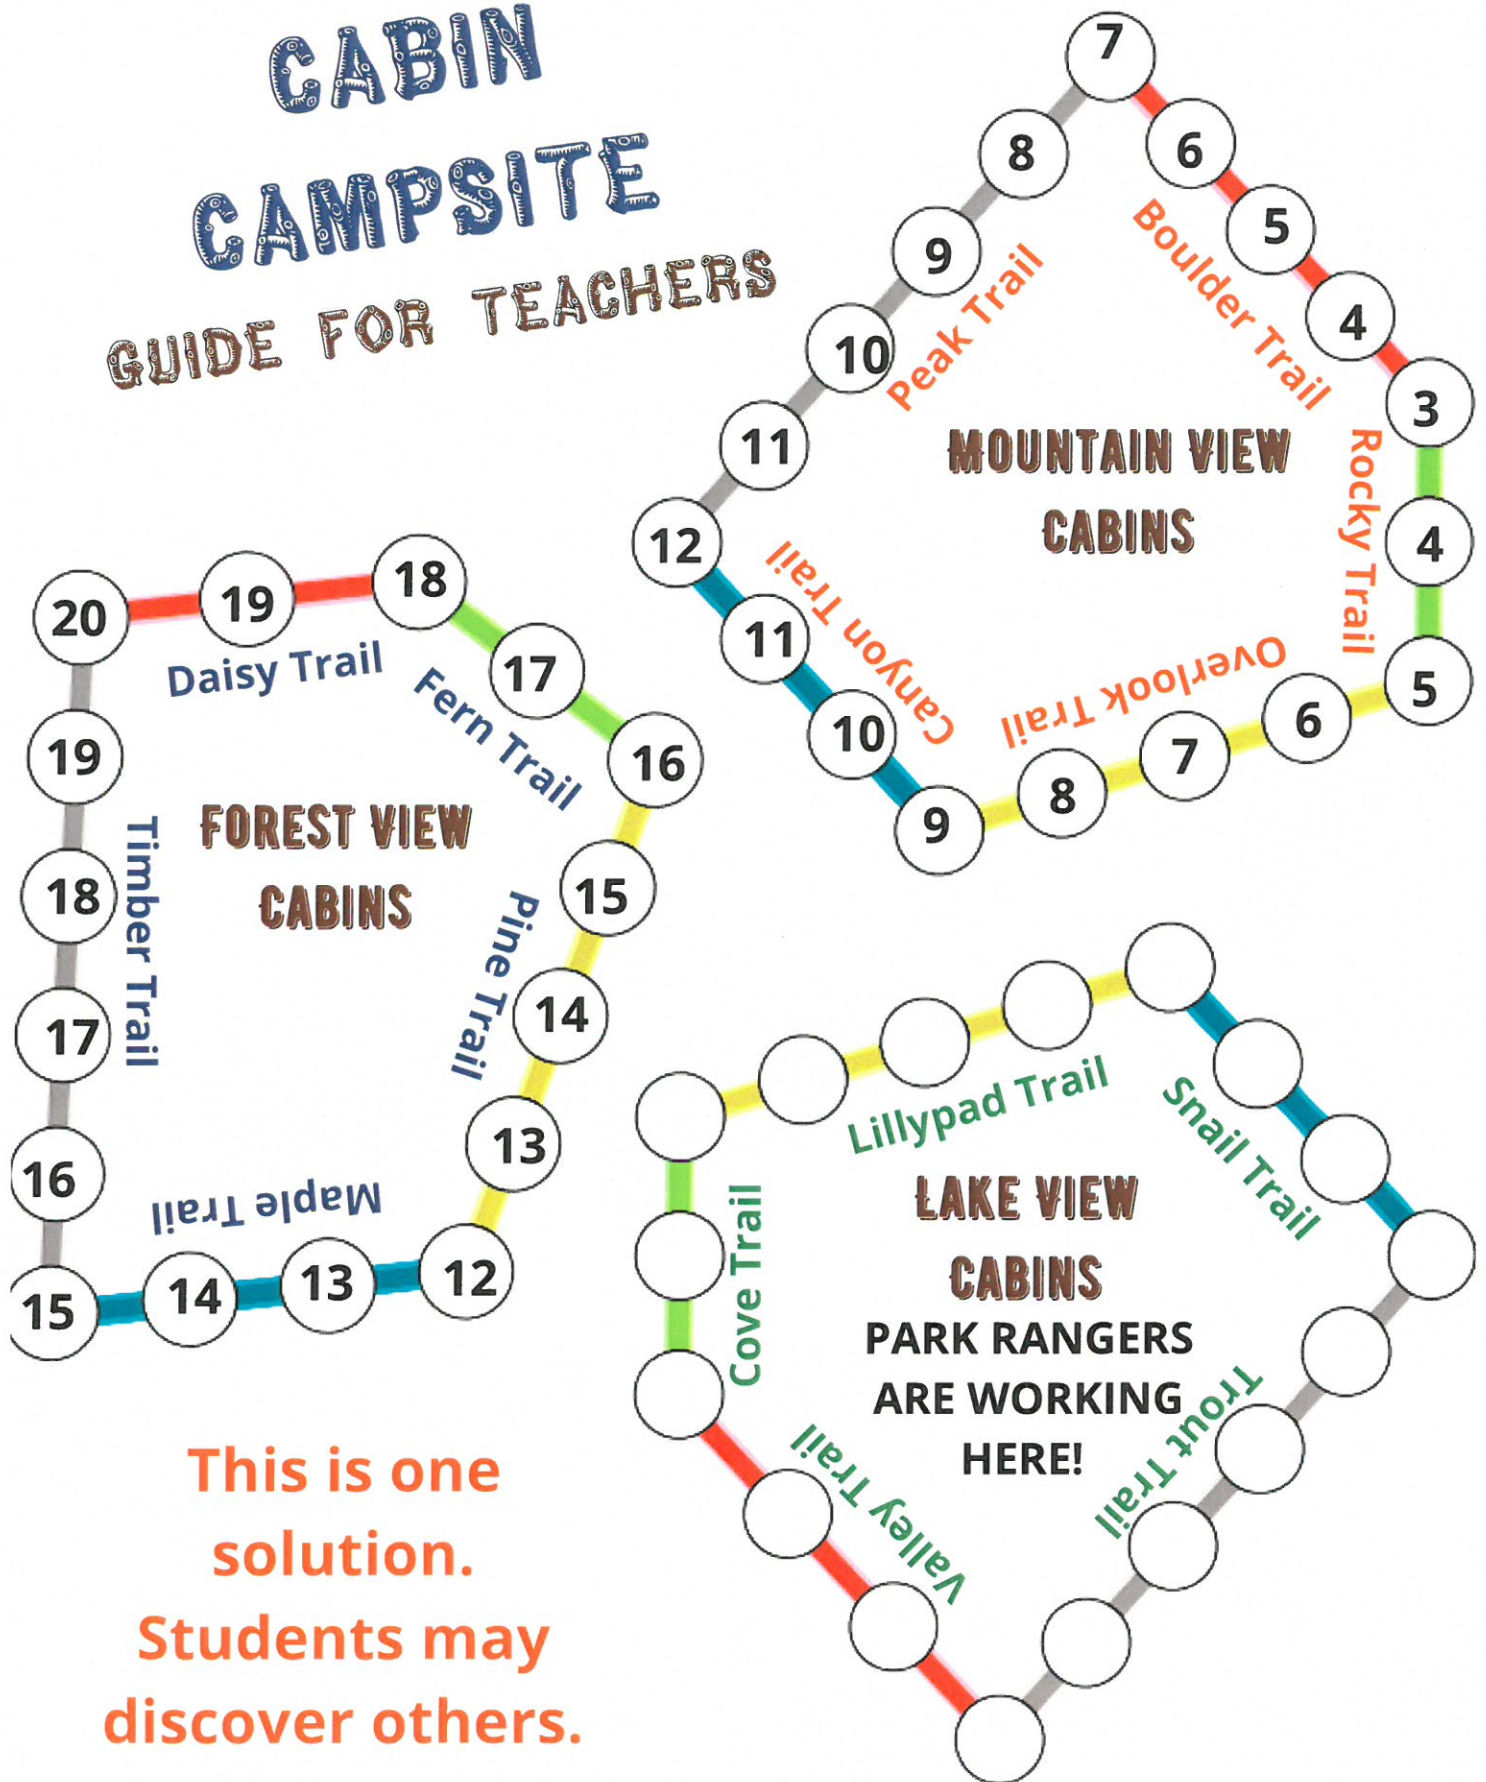 CABIN
CAMPSITE
GUIDE FOR TEACHERS
7
8
6
9
5
10
4
11
3
12
4
11
5
10
6
9
8
7
Peak Trail
Boulder Trail
Rocky Trail
Overlook Trail
Canyon Trail
MOUNTAIN VIEW
CABINS
20
19
18
17
16
19
15
18
14
17
13
16
12
15
14
13
Daisy Trail
Fern Trail
Pine Trail
Maple Trail
Timber Trail
FOREST VIEW
CABINS
Lillypad Trail
Snail Trail
Trout Trail
Valley Trail
Cove Trail
LAKE VIEW
CABINS
PARK RANGERS
ARE WORKING
HERE!
This is one
solution.
Students may
discover others.